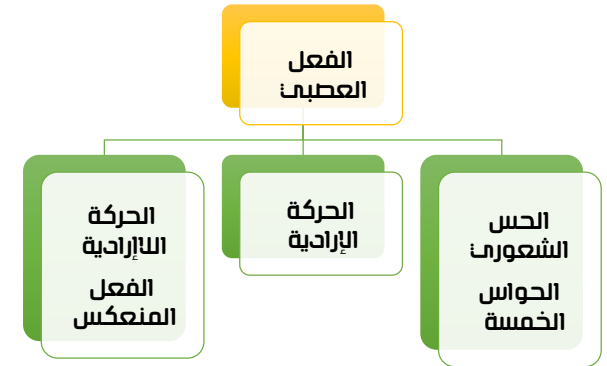 الفعل
العصبي
الحس
الشعوري
الحواس
الخمسة
الحركة
الإرادية
الحركة
اللاإرادية
الفعل
المنعكس